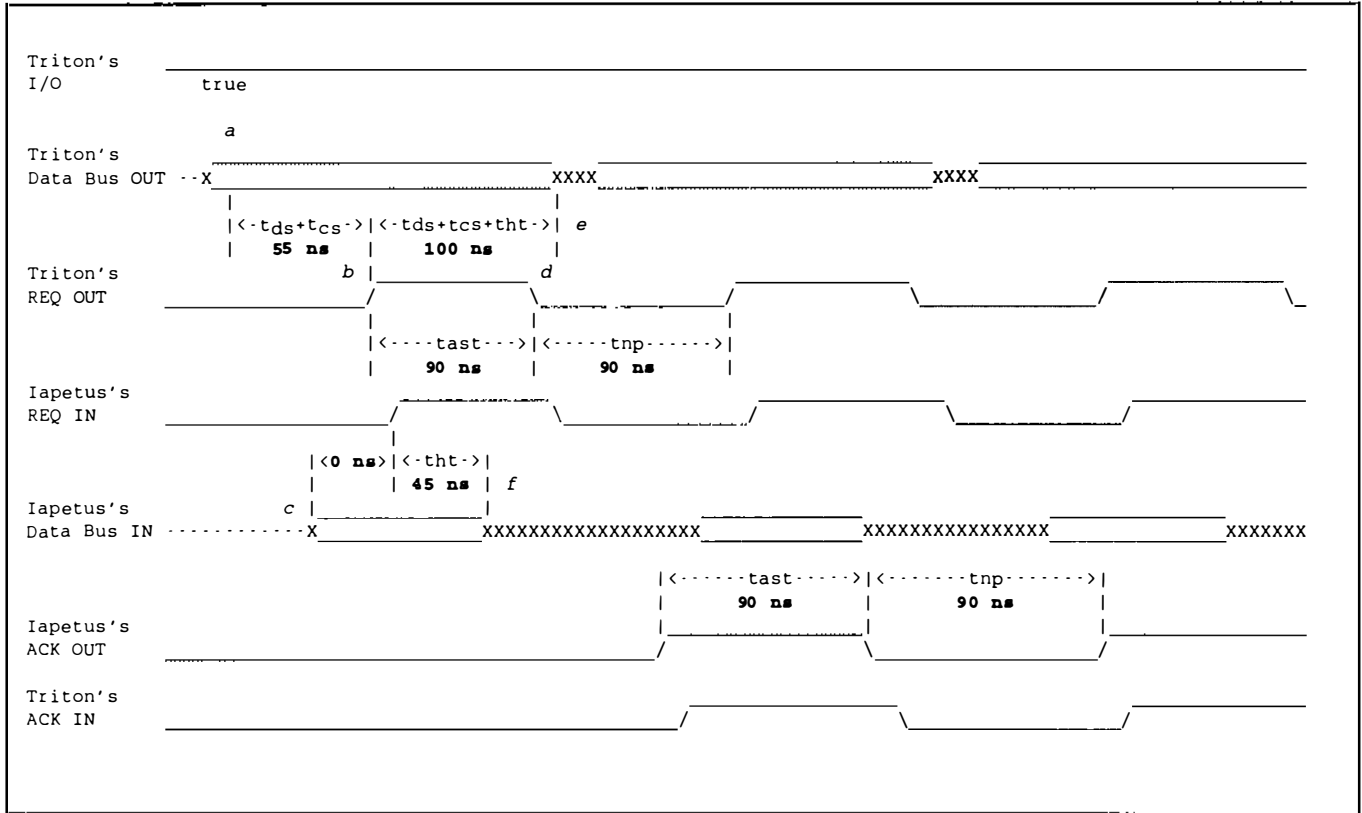 Triton's
I/O true
a
Triton's
Data Bus OUT --X XXXX XXXX
|<-tds+tcs->|<-tds+tcs+tht->| e
55 ns 100 ns
Triton's b d
REQ OUT
|<----tast--->|<-----tnp------>|
90 ns 90 ns
Iapetus's
REQ IN
|<0 ns>|<-tht->|
45 ns f
Iapetus's c
Data Bus IN ------------X XXXXXXXXXXXXXXXXXXX XXXXXXXXXXXXXXXX XXXXXXX
|<------tast----->|<-------tnp------->|
90 ns 90 ns
Iapetus's
ACK OUT
Triton's
ACK IN